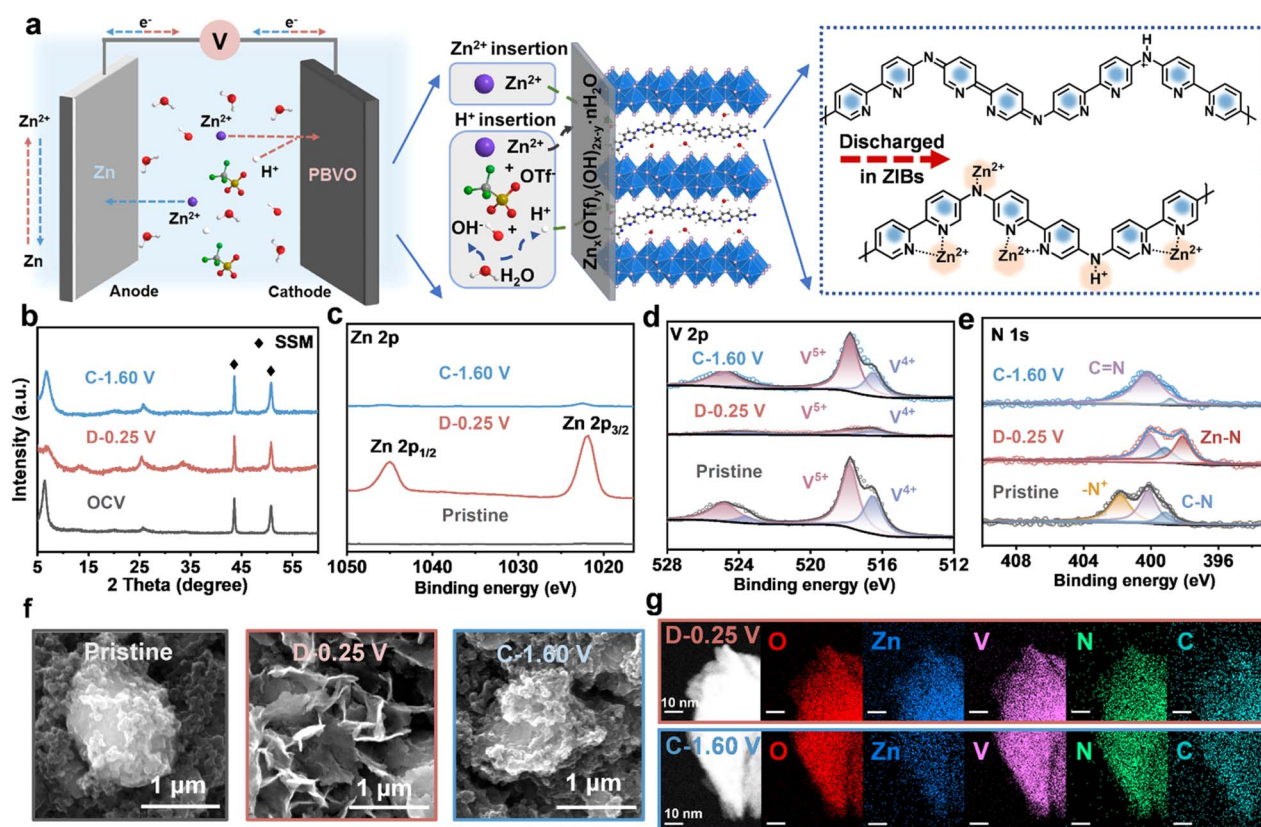 a
e⁻
e⁻
V
Zn²⁺
Zn
Zn
Zn²⁺
H⁺
Zn²⁺
PBVO
Anode
Cathode
Zn²⁺ insertion
Zn²⁺
H⁺ insertion
Zn²⁺
+
OTf⁻
OH⁻
+
H⁺
H₂O
Znₓ(OTf)ᵧ(OH)₂ₓ₋ᵧ·nH₂O
H
N
N
N
N
N
N
N
N
N
N
Discharged
in ZIBs
Zn²⁺
N
N
N
N
N
N
N
N
Zn²⁺
Zn²⁺
H⁺
Zn²⁺
b
SSM
C-1.60 V
D-0.25 V
OCV
Intensity (a.u.)
5 15 25 35 45 55
2 Theta (degree)
c
Zn 2p
C-1.60 V
D-0.25 V
Zn 2p₁/₂
Zn 2p₃/₂
Pristine
1050 1040 1030 1020
Binding energy (eV)
d
V 2p
C-1.60 V
V⁵⁺
V⁴⁺
D-0.25 V
V⁵⁺
V⁴⁺
Pristine
V⁵⁺
V⁴⁺
528 524 520 516 512
Binding energy (eV)
e
N 1s
C-1.60 V
C=N
D-0.25 V
Zn-N
Pristine
-N⁺
C-N
408 404 400 396
Binding energy (eV)
f
Pristine
1 µm
D-0.25 V
1 µm
C-1.60 V
1 µm
g
D-0.25 V
O
Zn
V
N
C
10 nm
C-1.60 V
O
Zn
V
N
C
10 nm